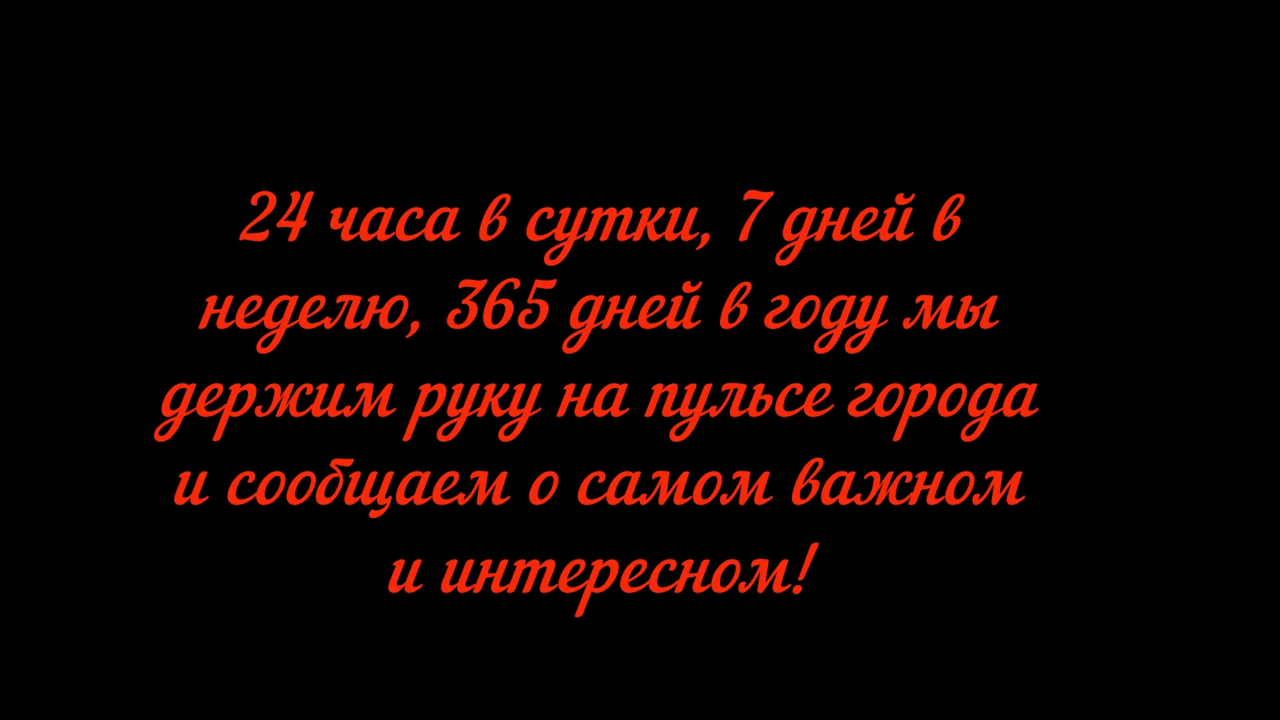 24 часа в сутки, 7 дней в
неделю, 365 дней в году мы
держим руку на пульсе города
и сообщаем о самом важном
и интересном!